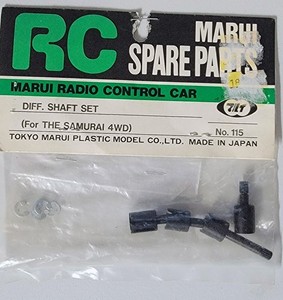 RC MARUI
SPARE PARTS
MARUI RADIO CONTROL CAR
DIFF. SHAFT SET
(For THE SAMURAI 4WD) No. 115
TOKYO MARUI PLASTIC MODEL CO., LTD. MADE IN JAPAN